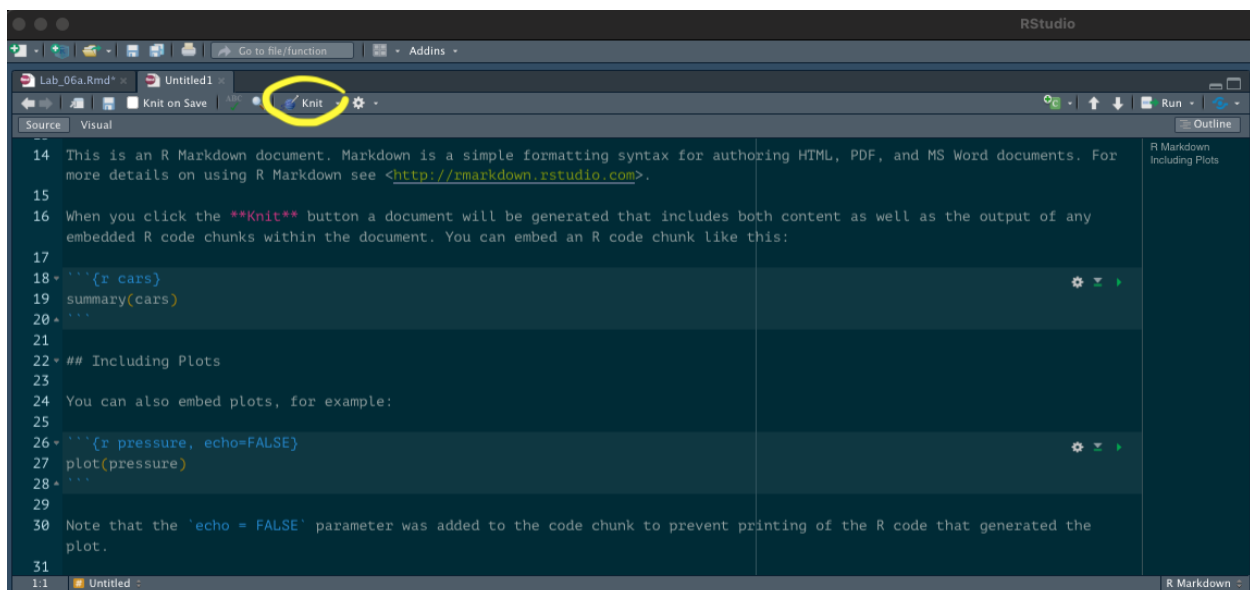 RStudio
Go to file/function Addins
Lab_06a.Rmd* × Untitled1 ×
Knit on Save ABC Knit Run
Source Visual Outline
14 This is an R Markdown document. Markdown is a simple formatting syntax for authoring HTML, PDF, and MS Word documents. For
more details on using R Markdown see <http://rmarkdown.rstudio.com>.
15
16 When you click the **Knit** button a document will be generated that includes both content as well as the output of any
embedded R code chunks within the document. You can embed an R code chunk like this:
17
18 ```{r cars}
19 summary(cars)
20 ```
21
22 ## Including Plots
23
24 You can also embed plots, for example:
25
26 ```{r pressure, echo=FALSE}
27 plot(pressure)
28 ```
29
30 Note that the `echo = FALSE` parameter was added to the code chunk to prevent printing of the R code that generated the
plot.
31
R Markdown
Including Plots
1:1 # Untitled R Markdown